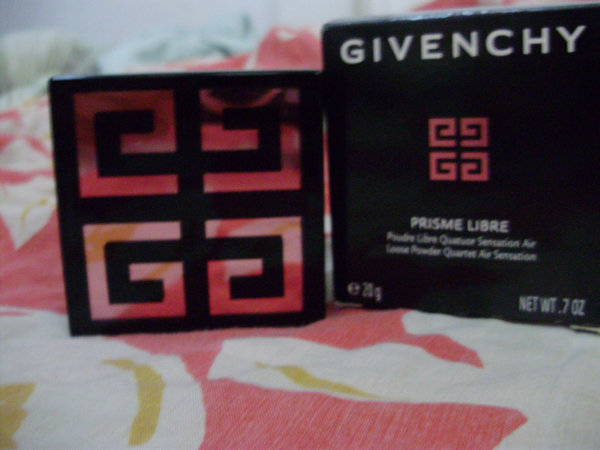 GIVENCHY
PRISME LIBRE
Poudre Libre Quatuor Sensation Air
Loose Powder Quartet Air Sensation
℮ 20 g
NET WT .7 OZ